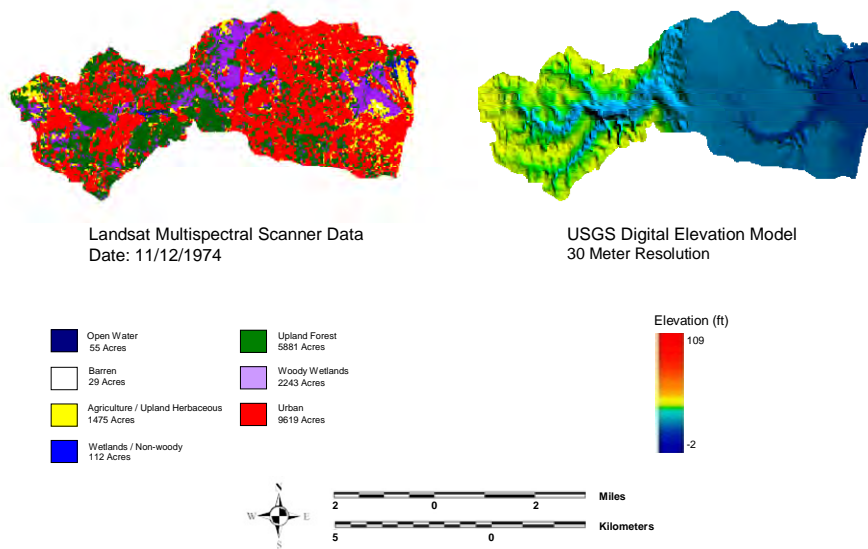 Landsat Multispectral Scanner Data
Date: 11/12/1974
USGS Digital Elevation Model
30 Meter Resolution
Open Water
55 Acres
Barren
29 Acres
Agriculture / Upland Herbaceous
1475 Acres
Wetlands / Non-woody
112 Acres
Upland Forest
5881 Acres
Woody Wetlands
2243 Acres
Urban
9619 Acres
Elevation (ft)
109
-2
N
W E
S
2 0 2 Miles
5 0 Kilometers